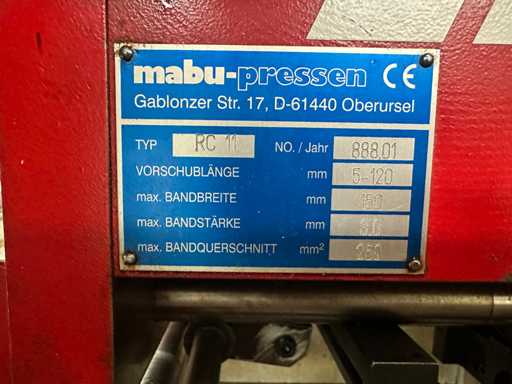 mabu-pressen CE
Gablonzer Str. 17, D-61440 Oberursel
TYP RC 11 NO. / Jahr 888.01
VORSCHUBLÄNGE mm 5-120
max. BANDBREITE mm 150
max. BANDSTÄRKE mm
max. BANDQUERSCHNITT mm²